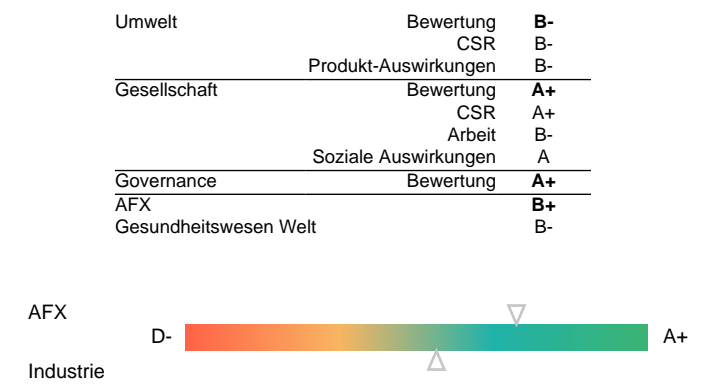 Umwelt Bewertung B-
CSR B-
Produkt-Auswirkungen B-
Gesellschaft Bewertung A+
CSR A+
Arbeit B-
Soziale Auswirkungen A
Governance Bewertung A+
AFX B+
Gesundheitswesen Welt B-
AFX
D- A+
Industrie